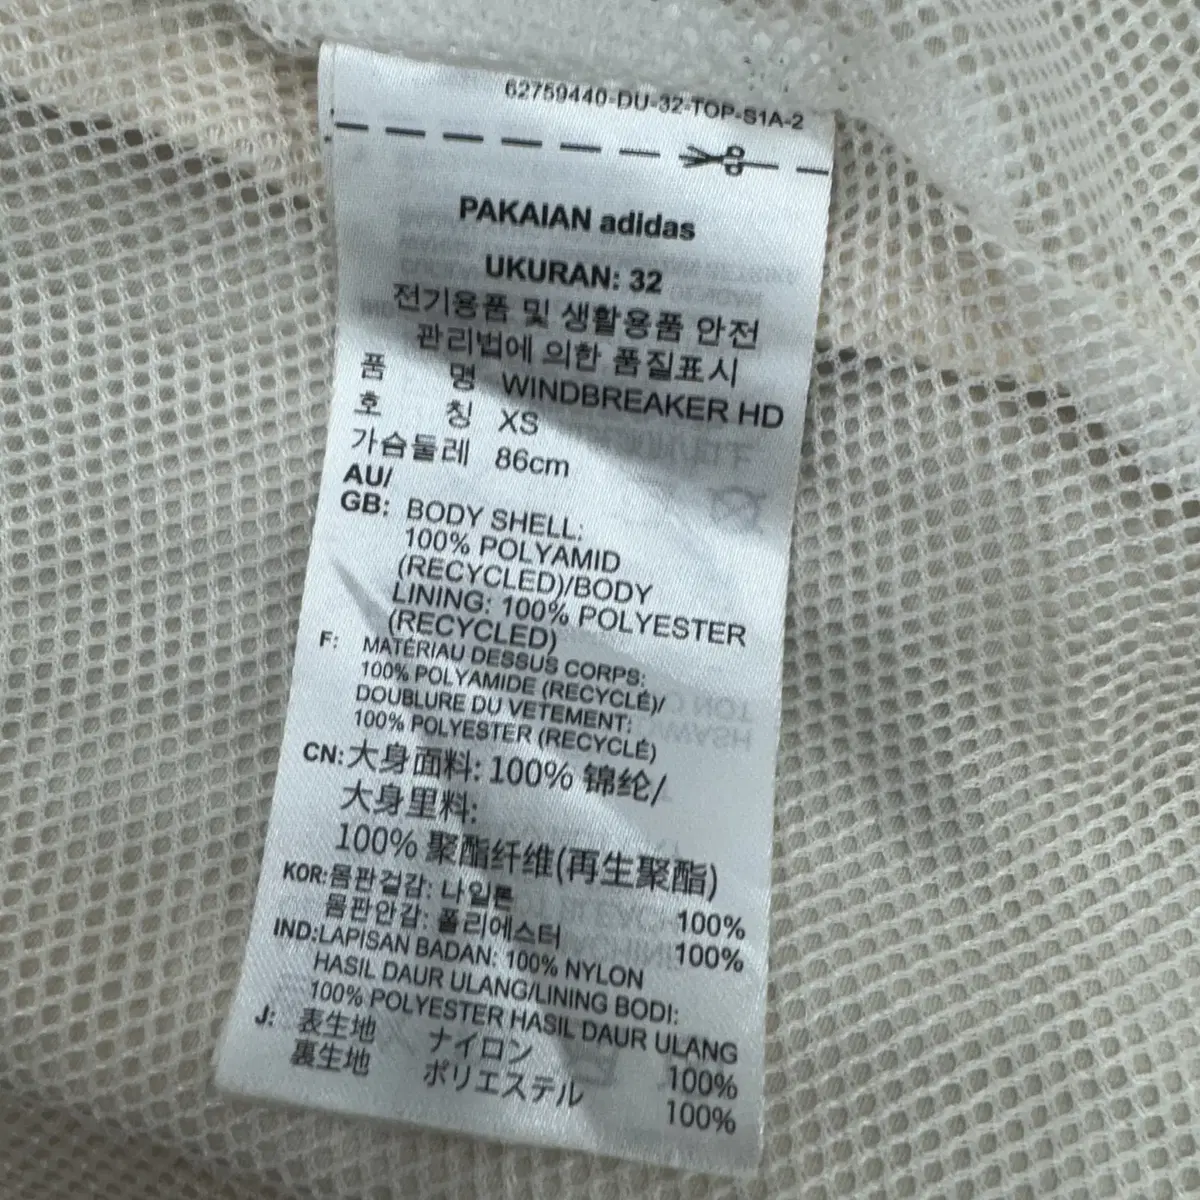 62759440-DU-32-TOP-S1A-2
PAKAIAN adidas
UKURAN: 32
전기용품 및 생활용품 안전
관리법에 의한 품질표시
품 명 WINDBREAKER HD
호 칭 XS
가슴둘레 86cm
AU/
GB: BODY SHELL:
100% POLYAMID
(RECYCLED)/BODY
LINING: 100% POLYESTER
(RECYCLED)
F: MATÉRIAU DESSUS CORPS:
100% POLYAMIDE (RECYCLÉ)/
DOUBLURE DU VETEMENT:
100% POLYESTER (RECYCLÉ)
CN: 大身面料: 100% 锦纶/
大身里料:
100% 聚酯纤维(再生聚酯)
KOR: 몸판겉감: 나일론 100%
몸판안감: 폴리에스터 100%
IND: LAPISAN BADAN: 100% NYLON
HASIL DAUR ULANG/LINING BODI:
100% POLYESTER HASIL DAUR ULANG
J: 表生地 ナイロン 100%
裏生地 ポリエステル 100%